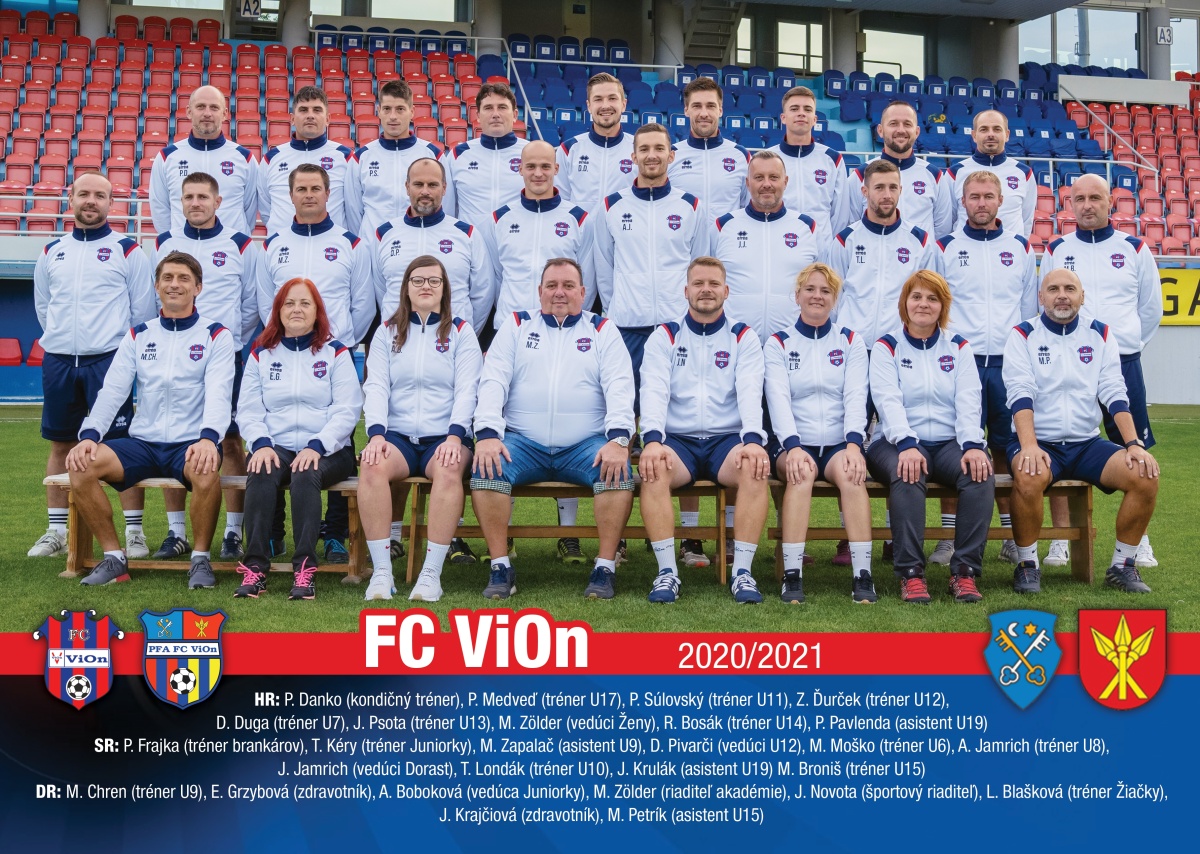 A2
A3
P.D.
P.S.
D.D.
M.Z.
D.P.
A.J.
J.J.
T.L.
J.K.
M.CH.
E.G.
M.Z.
J.N
L.B.
M.P.
FC
ViOn
PFA FC ViOn
FC ViOn
2020/2021
HR: P. Danko (kondičný tréner), P. Medveď (tréner U17), P. Súlovský (tréner U11), Z. Ďurček (tréner U12),
D. Duga (tréner U7), J. Psota (tréner U13), M. Zölder (vedúci Ženy), R. Bosák (tréner U14), P. Pavlenda (asistent U19)
SR: P. Frajka (tréner brankárov), T. Kéry (tréner Juniorky), M. Zapalač (asistent U9), D. Pivarči (vedúci U12), M. Moško (tréner U6), A. Jamrich (tréner U8),
J. Jamrich (vedúci Dorast), T. Londák (tréner U10), J. Krulák (asistent U19) M. Broniš (tréner U15)
DR: M. Chren (tréner U9), E. Grzybová (zdravotník), A. Boboková (vedúca Juniorky), M. Zölder (riaditeľ akadémie), J. Novota (športový riaditeľ), L. Blašková (tréner Žiačky),
J. Krajčiová (zdravotník), M. Petrík (asistent U15)